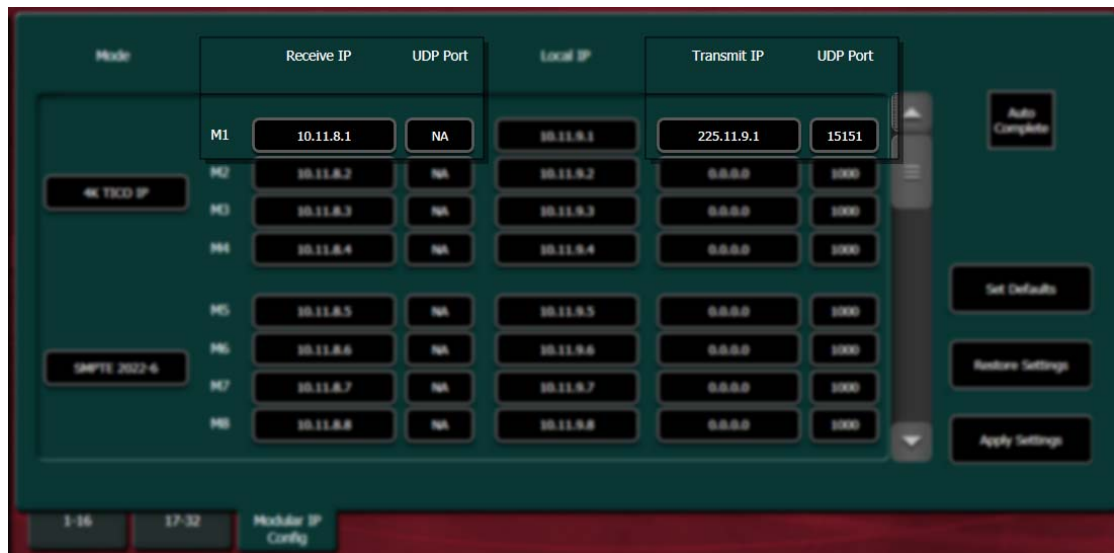 Mode Receive IP UDP Port Local IP Transmit IP UDP Port
Auto
Complete
M1 10.11.8.1 NA 10.11.9.1 225.11.9.1 15151
M2 10.11.8.2 NA 10.11.9.2 0.0.0.0 1000
4K TICO IP
M3 10.11.8.3 NA 10.11.9.3 0.0.0.0 1000
M4 10.11.8.4 NA 10.11.9.4 0.0.0.0 1000
Set Defaults
M5 10.11.8.5 NA 10.11.9.5 0.0.0.0 1000
M6 10.11.8.6 NA 10.11.9.6 0.0.0.0 1000
SMPTE 2022-6
Restore Settings
M7 10.11.8.7 NA 10.11.9.7 0.0.0.0 1000
M8 10.11.8.8 NA 10.11.9.8 0.0.0.0 1000
Apply Settings
1-16 17-32 Modular IP
Config